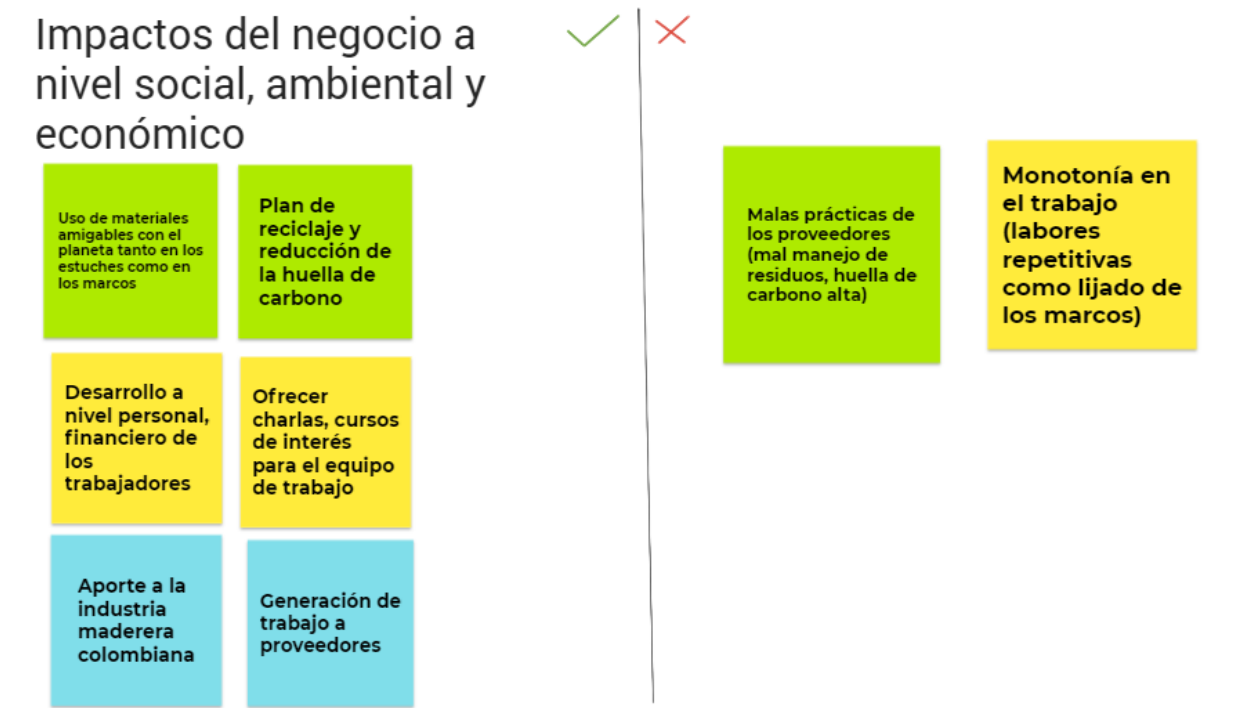 Impactos del negocio a
nivel social, ambiental y
económico
Uso de materiales
amigables con el
planeta tanto en los
estuches como en
los marcos
Plan de
reciclaje y
reducción de
la huella de
carbono
Desarrollo a
nivel personal,
financiero de
los
trabajadores
Ofrecer
charlas, cursos
de interés
para el equipo
de trabajo
Aporte a la
industria
maderera
colombiana
Generación de
trabajo a
proveedores
Malas prácticas de
los proveedores
(mal manejo de
residuos, huella de
carbono alta)
Monotonía en
el trabajo
(labores
repetitivas
como lijado de
los marcos)